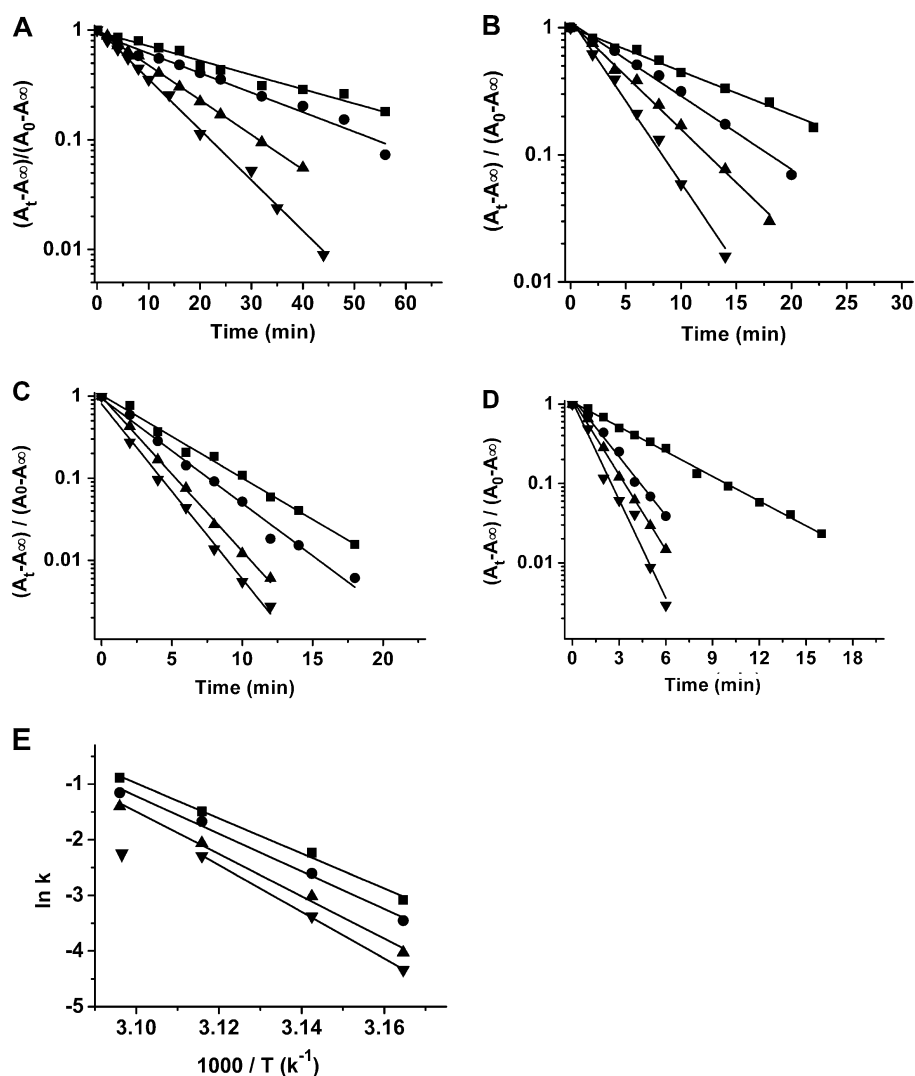 A
(At-A∞)/(A0-A∞)
1
0.1
0.01
0 10 20 30 40 50 60
Time (min)
B
(At-A∞) / (A0-A∞)
1
0.1
0.01
0 5 10 15 20 25 30
Time (min)
C
(At-A∞) / (A0-A∞)
1
0.1
0.01
0 5 10 15 20
Time (min)
D
(At-A∞) / (A0-A∞)
1
0.1
0.01
0 3 6 9 12 15 18
Time (min)
E
ln k
-1
-2
-3
-4
-5
3.10 3.12 3.14 3.16
1000 / T (k-1)